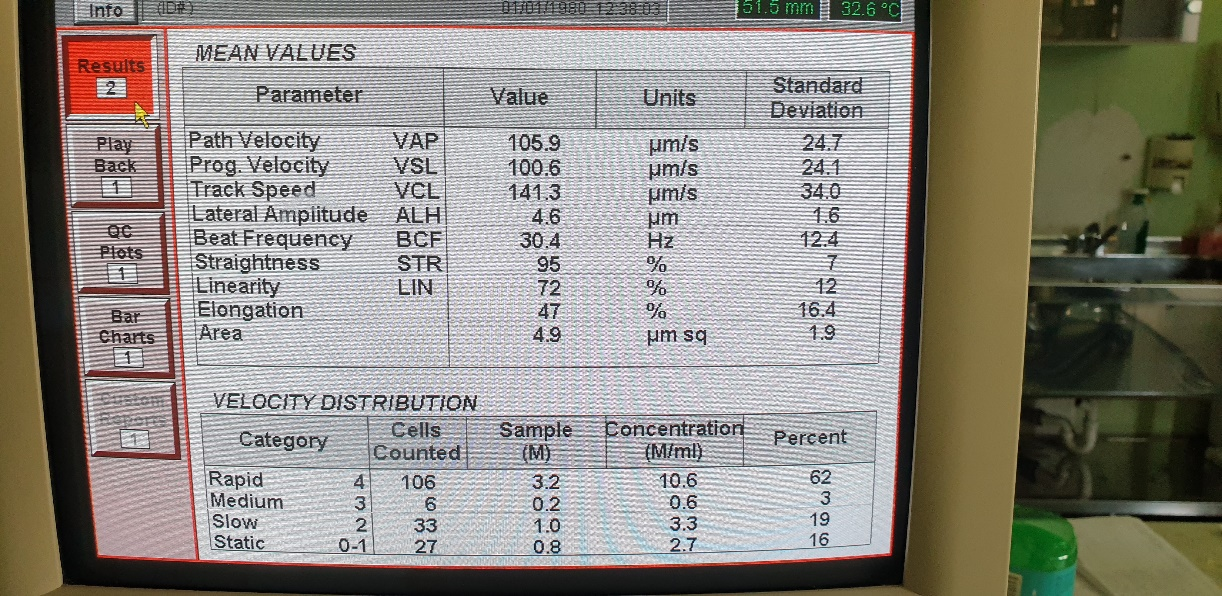 Info (ID#) 01/01/1980 12:38:03 51.5 mm 32.6 °C
Results
2
Play
Back
1
QC
Plots
1
Bar
Charts
1
Custom
Reports
1
MEAN VALUES
Parameter Value Units Standard Deviation
Path Velocity VAP 105.9 µm/s 24.7
Prog. Velocity VSL 100.6 µm/s 24.1
Track Speed VCL 141.3 µm/s 34.0
Lateral Amplitude ALH 4.6 µm 1.6
Beat Frequency BCF 30.4 Hz 12.4
Straightness STR 95 % 7
Linearity LIN 72 % 12
Elongation 47 % 16.4
Area 4.9 µm sq 1.9
VELOCITY DISTRIBUTION
Category Cells Counted Sample (M) Concentration (M/ml) Percent
Rapid 4 106 3.2 10.6 62
Medium 3 6 0.2 0.6 3
Slow 2 33 1.0 3.3 19
Static 0-1 27 0.8 2.7 16